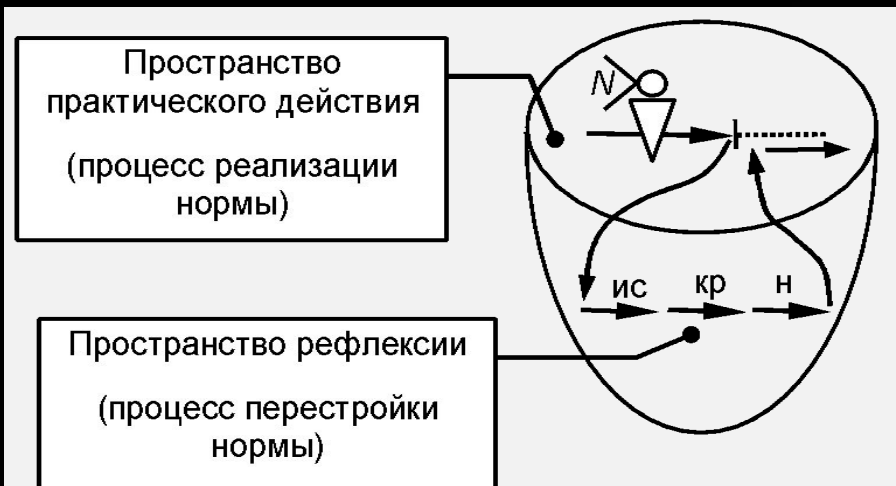 Пространство
практического действия
(процесс реализации
нормы)
N
ис кр н
Пространство рефлексии
(процесс перестройки
нормы)